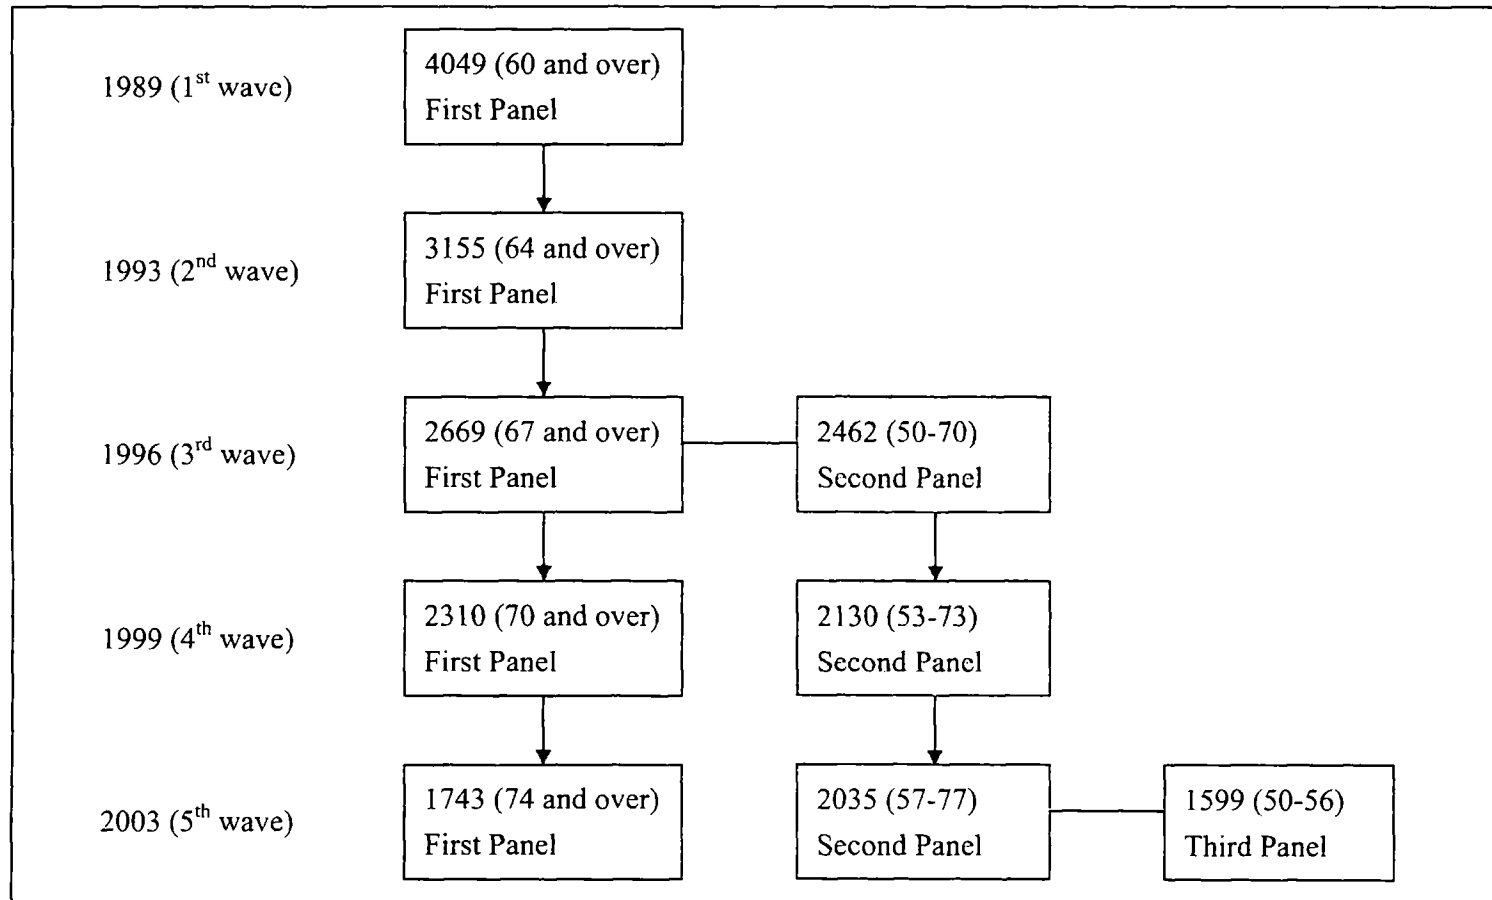 1989 (1st wave)
4049 (60 and over)
First Panel
1993 (2nd wave)
3155 (64 and over)
First Panel
1996 (3rd wave)
2669 (67 and over)
First Panel
2462 (50-70)
Second Panel
1999 (4th wave)
2310 (70 and over)
First Panel
2130 (53-73)
Second Panel
2003 (5th wave)
1743 (74 and over)
First Panel
2035 (57-77)
Second Panel
1599 (50-56)
Third Panel